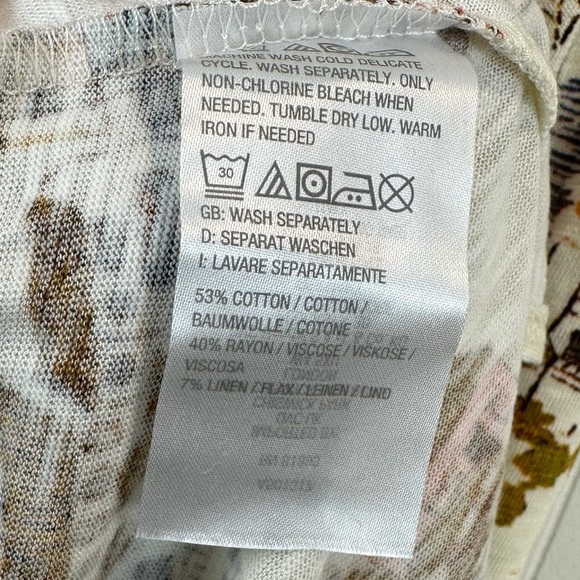 MACHINE WASH COLD DELICATE
CYCLE. WASH SEPARATELY. ONLY
NON-CHLORINE BLEACH WHEN
NEEDED. TUMBLE DRY LOW. WARM
IRON IF NEEDED
30
GB: WASH SEPARATELY
D: SEPARAT WASCHEN
I: LAVARE SEPARATAMENTE
53% COTTON / COTTON /
BAUMWOLLE / COTONE
40% RAYON / VISCOSE / VISKOSE /
VISCOSA
7% LINEN / FLAX / LEINEN / LINO